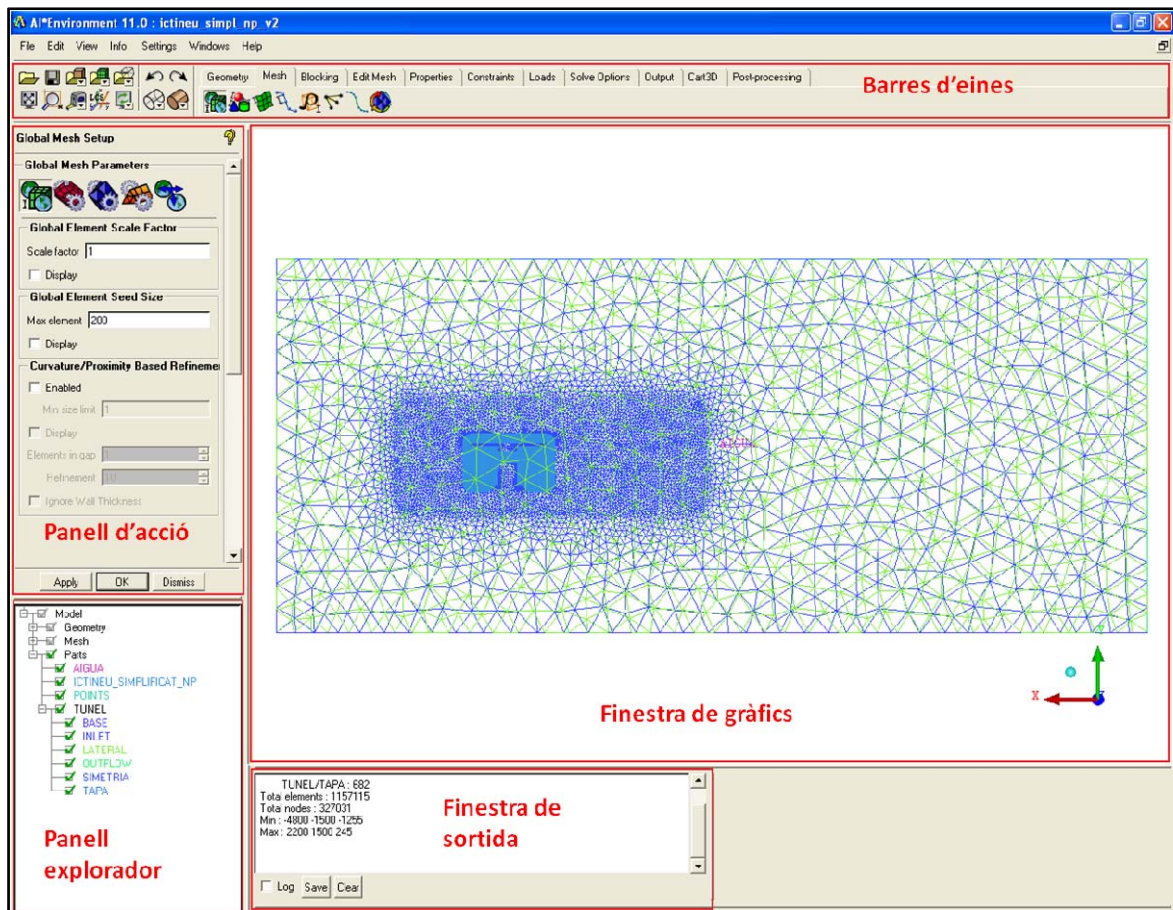 AI*Environment 11.0 : ictineu_simpl_np_v2
File Edit View Info Settings Windows Help
Geometry Mesh Blocking Edit Mesh Properties Constraints Loads Solve Options Output Cart3D Post-processing
Barres d'eines
Global Mesh Setup
Global Mesh Parameters
Global Element Scale Factor
Scale factor 1
Display
Global Element Seed Size
Max element 200
Display
Curvature/Proximity Based Refineme
Enabled
Min size limit 1
Display
Elements in gap
Refinement
Ignore Wall Thickness
Panell d'acció
Apply OK Dismiss
Model
Geometry
Mesh
Parts
AIGUA
ICTINEU_SIMPLIFICAT_NP
POINTS
TUNEL
BASE
INLET
LATERAL
OUTFLOW
SIMETRIA
TAPA
Panell
explorador
AIGUA
X
Finestra de gràfics
TUNEL/TAPA : 682
Total elements : 1157115
Total nodes : 327031
Min : -4800 -1500 -1255
Max : 2200 1500 245
Finestra de
sortida
Log Save Clear